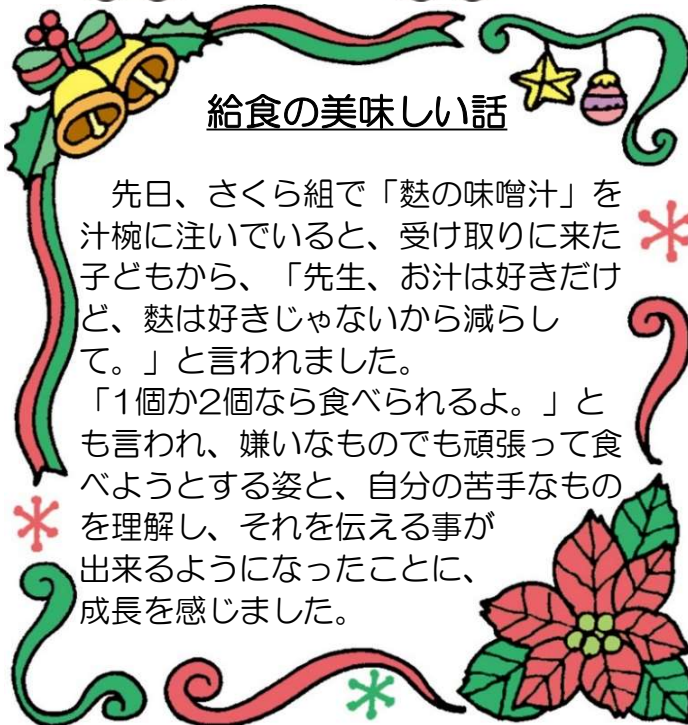 給食の美味しい話
　先日、さくら組で「麩の味噌汁」を
汁椀に注いでいると、受け取りに来た
子どもから、「先生、お汁は好きだけ
ど、麩は好きじゃないから減らし
て。」と言われました。
「1個か2個なら食べられるよ。」と
も言われ、嫌いなものでも頑張って食
べようとする姿と、自分の苦手なもの
を理解し、それを伝える事が
出来るようになったことに、
成長を感じました。